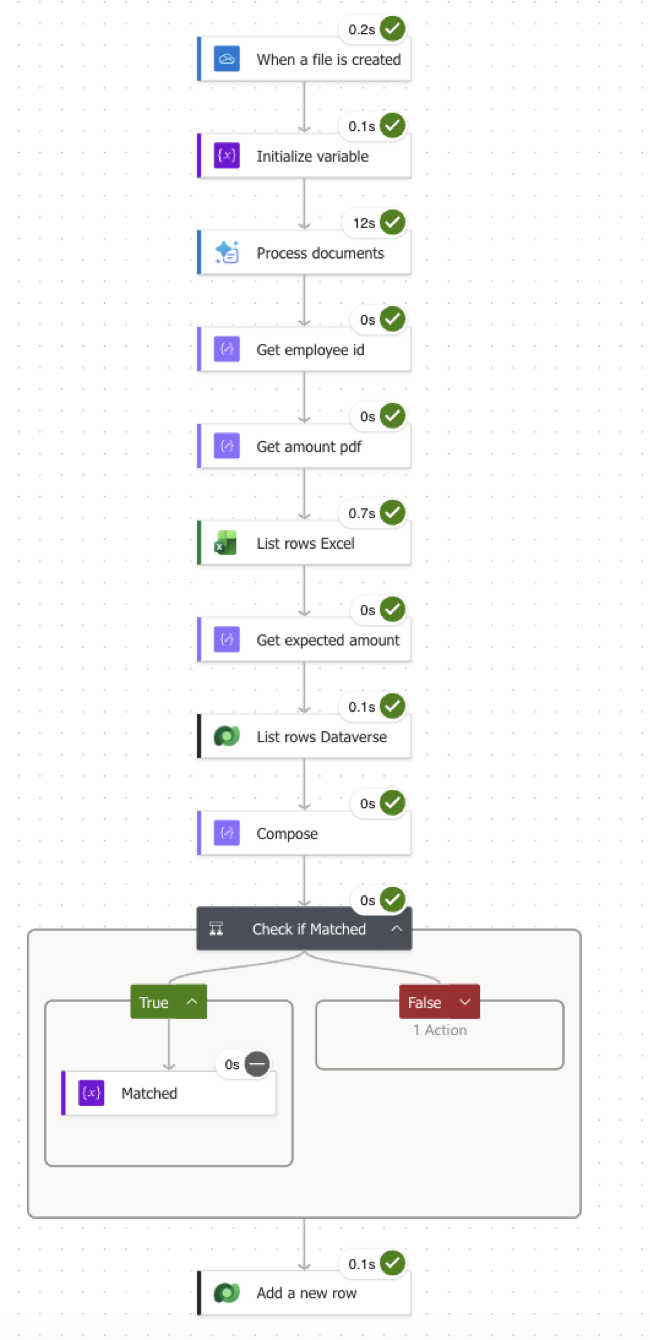 0.2s
When a file is created
0.1s
{x} Initialize variable
12s
Process documents
0s
Get employee id
0s
Get amount pdf
0.7s
List rows Excel
0s
Get expected amount
0.1s
List rows Dataverse
0s
Compose
0s
Check if Matched
True
False
1 Action
0s
{x} Matched
0.1s
Add a new row